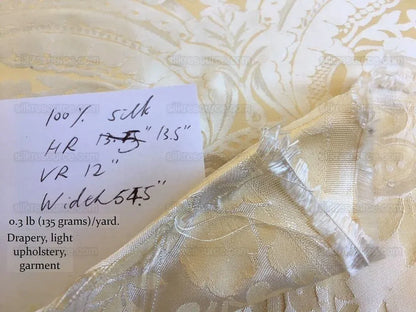 100% silk
HR 13.5" 13.5"
VR 12"
Width 54.5"
0.3 lb (135 grams)/yard.
Drapery, light
upholstery,
garment